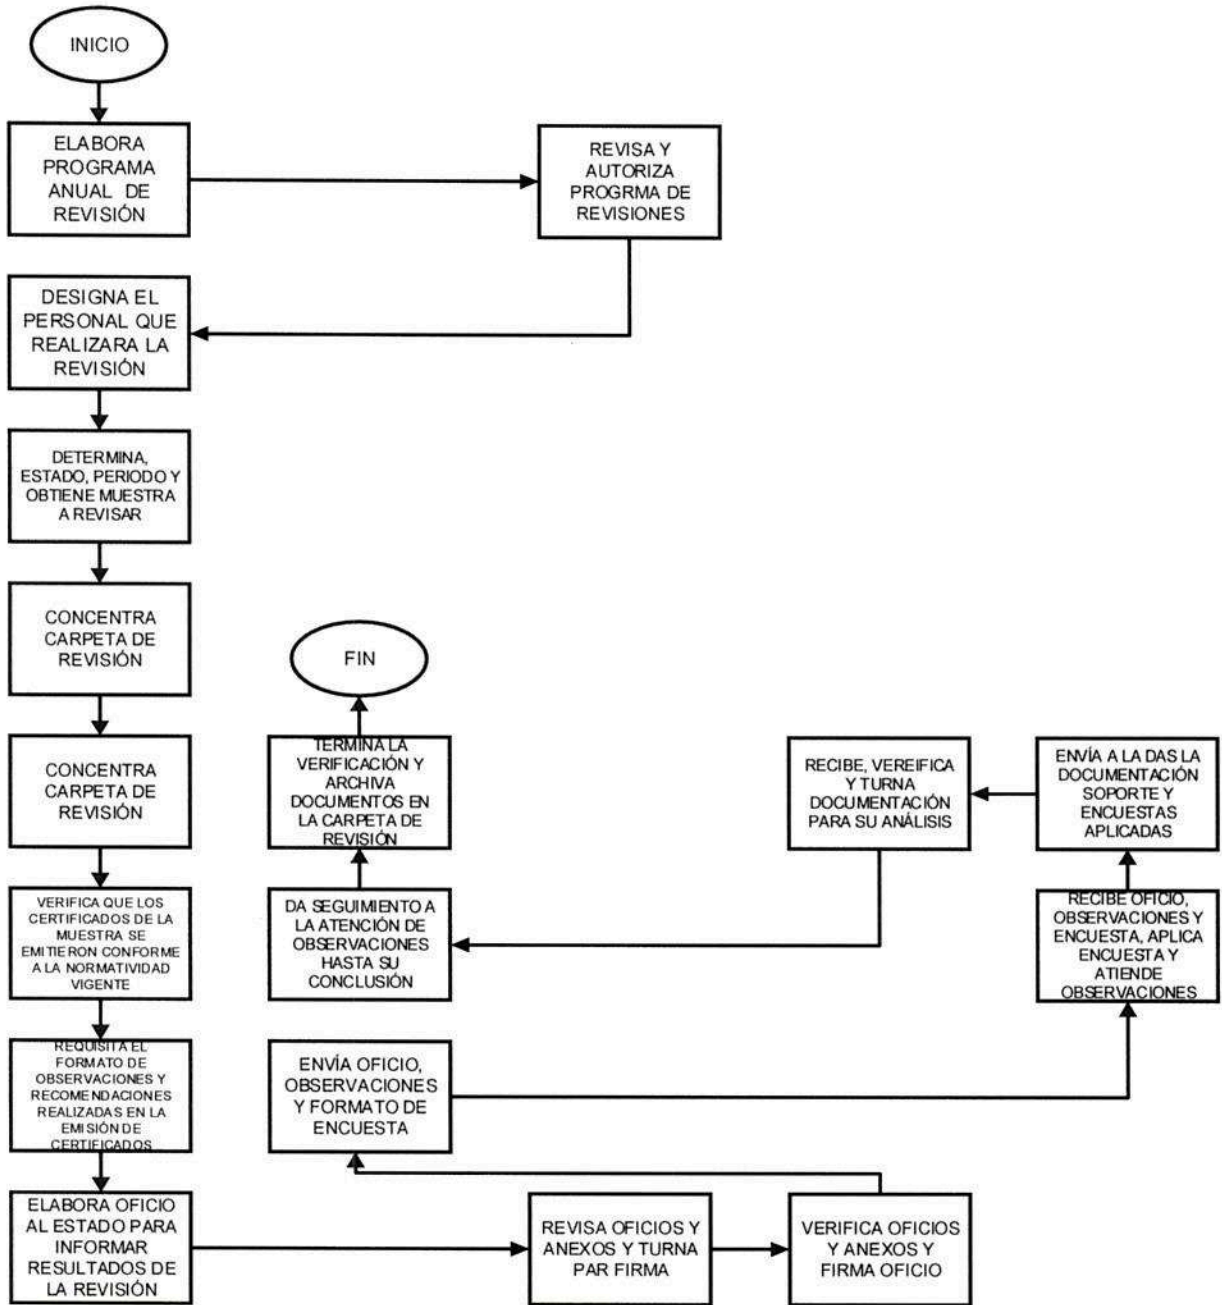 INICIO
ELABORA
PROGRAMA
ANUAL DE
REVISIÓN
REVISA Y
AUTORIZA
PROGRMA DE
REVISIONES
DESIGNA EL
PERSONAL QUE
REALIZARA LA
REVISIÓN
DETERMINA,
ESTADO, PERIODO Y
OBTIENE MUESTRA
A REVISAR
CONCENTRA
CARPETA DE
REVISIÓN
CONCENTRA
CARPETA DE
REVISIÓN
VERIFICA QUE LOS
CERTIFICADOS DE LA
MUESTRA SE
EMITIERON CONFORME
A LA NORMATIVIDAD
VIGENTE
REQUISITA EL
FORMATO DE
OBSERVACIONES Y
RECOMENDACIONES
REALIZADAS EN LA
EMISIÓN DE
CERTIFICADOS
ELABORA OFICIO
AL ESTADO PARA
INFORMAR
RESULTADOS DE
LA REVISIÓN
REVISA OFICIOS Y
ANEXOS Y TURNA
PAR FIRMA
VERIFICA OFICIOS
Y ANEXOS Y
FIRMA OFICIO
ENVÍA OFICIO,
OBSERVACIONES
Y FORMATO DE
ENCUESTA
RECIBE OFICIO,
OBSERVACIONES Y
ENCUESTA, APLICA
ENCUESTA Y
ATIENDE
OBSERVACIONES
ENVÍA A LA DAS LA
DOCUMENTACIÓN
SOPORTE Y
ENCUESTAS
APLICADAS
RECIBE, VEREIFICA
Y TURNA
DOCUMENTACIÓN
PARA SU ANÁLISIS
DA SEGUIMIENTO A
LA ATENCIÓN DE
OBSERVACIONES
HASTA SU
CONCLUSIÓN
TERMINA LA
VERIFICACIÓN Y
ARCHIVA
DOCUMENTOS EN
LA CARPETA DE
REVISIÓN
FIN